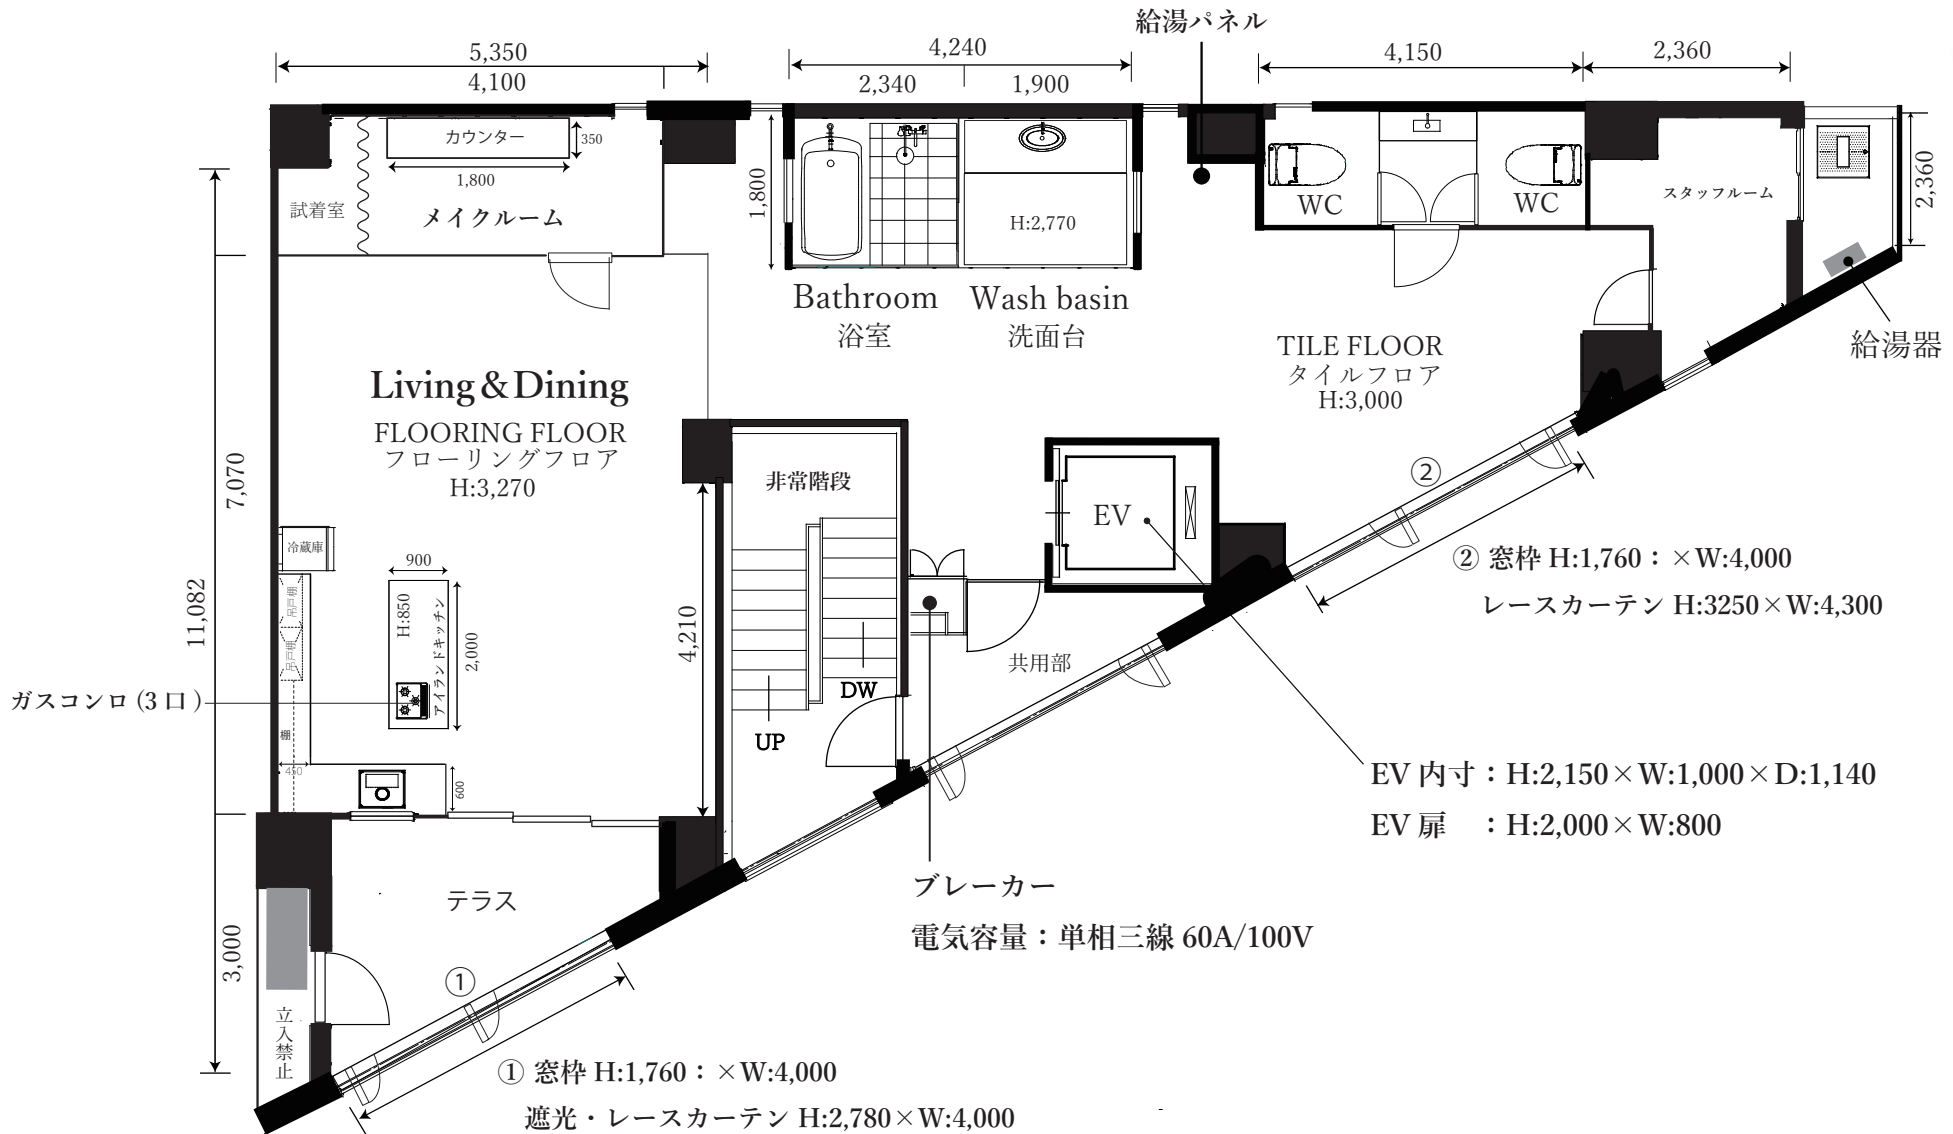 給湯パネル
5,350
4,240
4,150
2,360
4,100
2,340
1,900
カウンター
350
1,800
試着室
メイクルーム
1,800
H:2,770
WC
WC
スタッフルーム
2,360
Bathroom
浴室
Wash basin
洗面台
TILE FLOOR
タイルフロア
H:3,000
給湯器
Living & Dining
FLOORING FLOOR
フローリングフロア
H:3,270
7,070
11,082
3,000
非常階段
EV
②
② 窓枠 H:1,760： ×W:4,000
レースカーテン H:3250×W:4,300
冷蔵庫
吊戸棚
吊戸棚
棚
450
900
H:850
アイランドキッチン
2,000
600
4,210
ガスコンロ (3 口 )
DW
UP
共用部
EV 内寸：H:2,150×W:1,000×D:1,140
EV 扉　：H:2,000×W:800
ブレーカー
電気容量：単相三線 60A/100V
テラス
立入禁止
①
① 窓枠 H:1,760： ×W:4,000
遮光・レースカーテン H:2,780×W:4,000